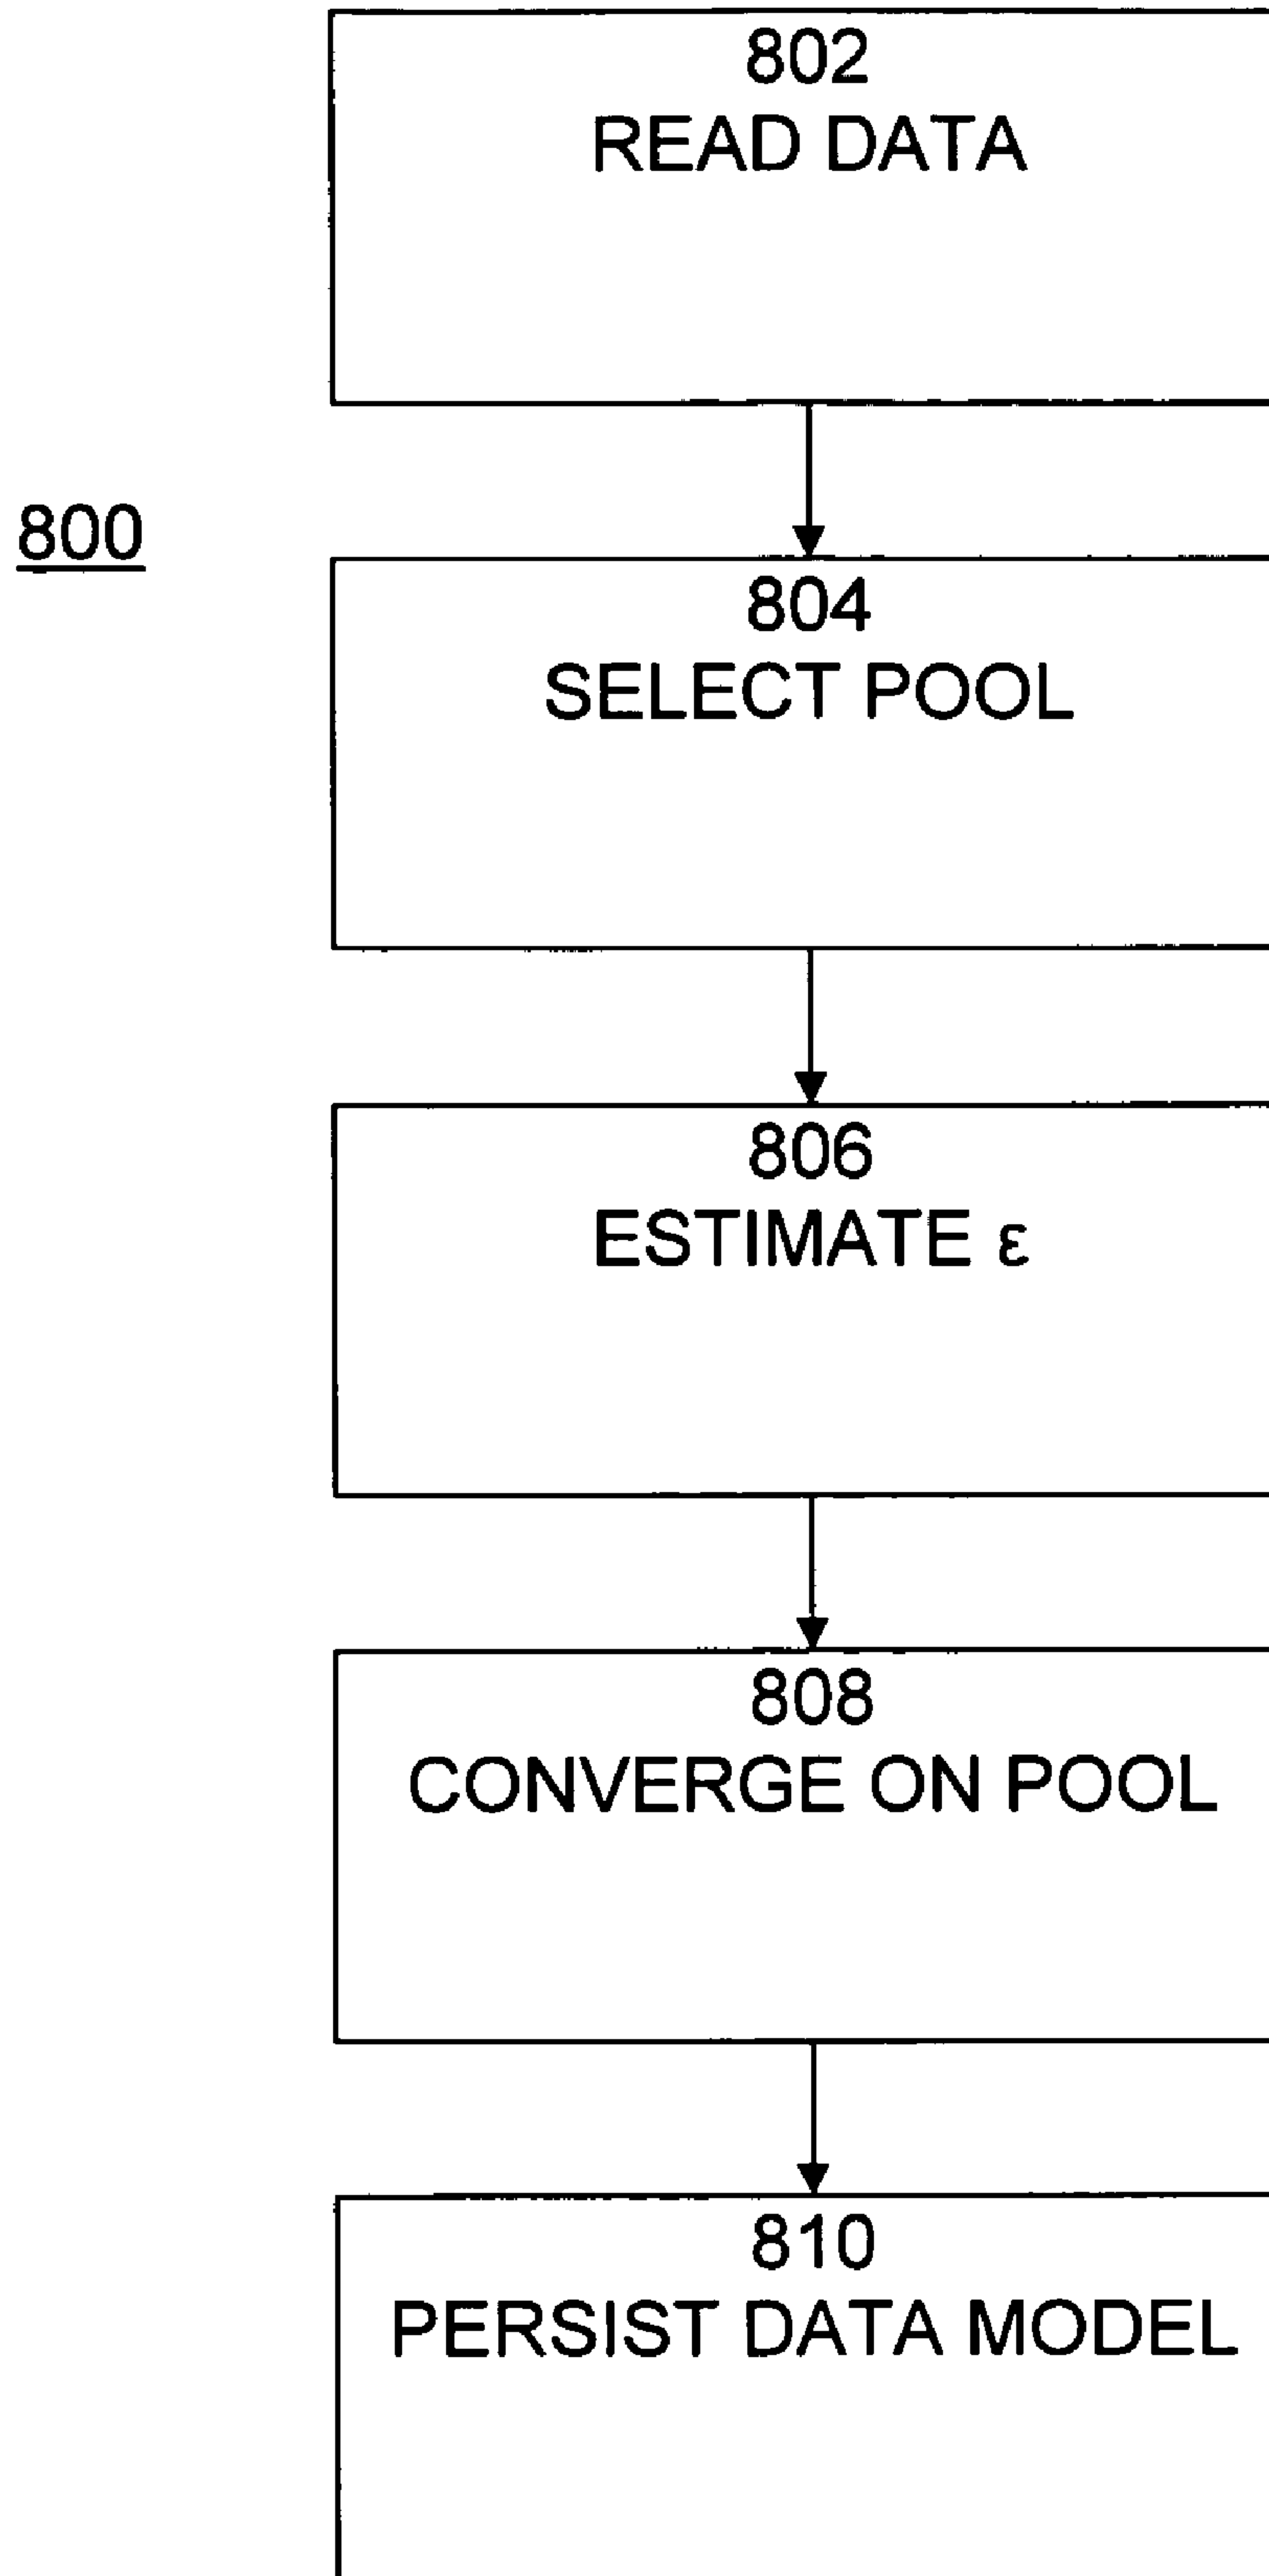 802
READ DATA
800
804
SELECT POOL
806
ESTIMATE ε
808
CONVERGE ON POOL
810
PERSIST DATA MODEL